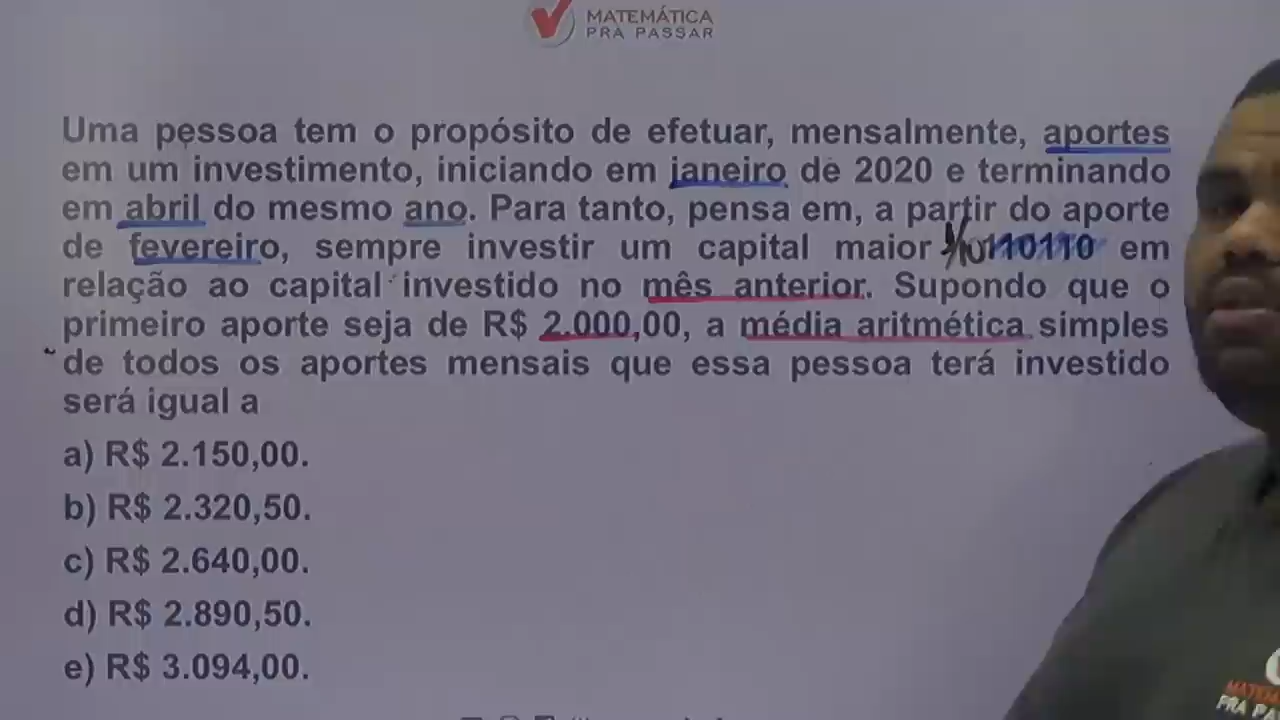 MATEMÁTICA
PRA PASSAR
Uma pessoa tem o propósito de efetuar, mensalmente, aportes
em um investimento, iniciando em janeiro de 2020 e terminando
em abril do mesmo ano. Para tanto, pensa em, a partir do aporte
de fevereiro, sempre investir um capital maior 1/10 110110 em
relação ao capital investido no mês anterior. Supondo que o
primeiro aporte seja de R$ 2.000,00, a média aritmética simples
de todos os aportes mensais que essa pessoa terá investido
será igual a
a) R$ 2.150,00.
b) R$ 2.320,50.
c) R$ 2.640,00.
d) R$ 2.890,50.
e) R$ 3.094,00.